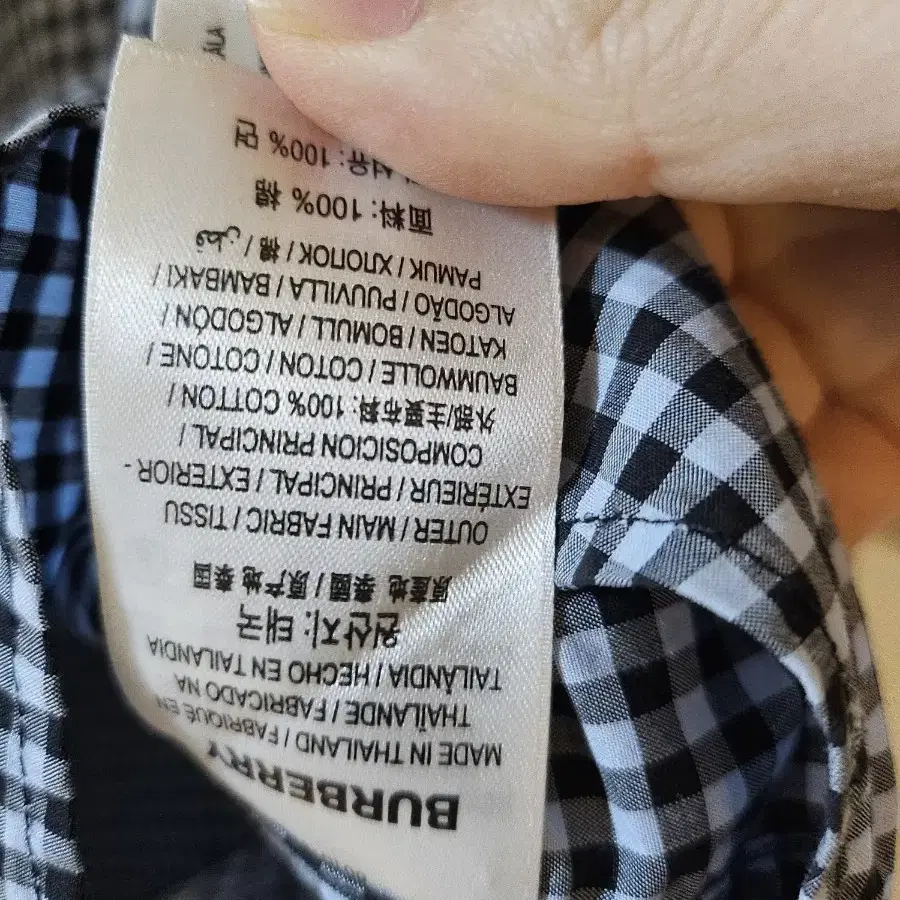 BURBERRY
MADE IN THAILAND / FABRIQUÉ EN
THAÏLANDE / FABRICADO NA
TAILÂNDIA / HECHO EN TAILANDIA
원산지: 태국
原產地 泰國 / 原产地 泰国
OUTER / MAIN FABRIC / TISSU
EXTÉRIEUR / PRINCIPAL / EXTERIOR -
COMPOSICION PRINCIPAL /
外部/主要布料: 100% COTTON /
BAUMWOLLE / COTON / COTONE /
KATOEN / BOMULL / ALGODÓN /
ALGODÃO / PUUVILLA / BAMBAKI /
PAMUK / ХЛОПОК / 棉 / قطن
面料: 100% 棉
섬유: 100% 면